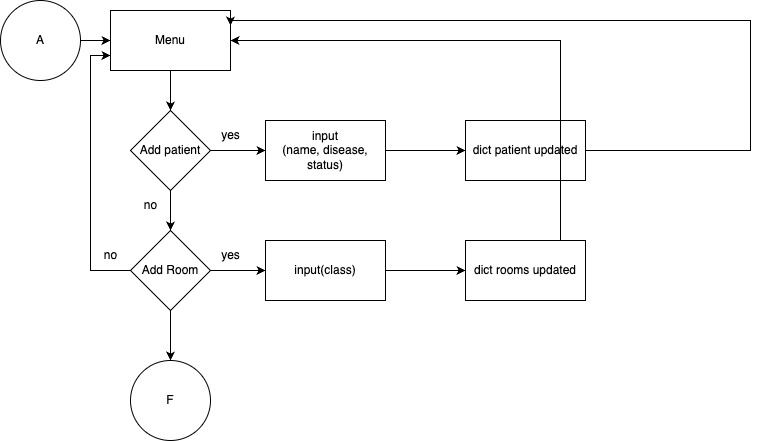 A
Menu
Add patient
yes
input
(name, disease,
status)
dict patient updated
no
no
Add Room
yes
input(class)
dict rooms updated
F